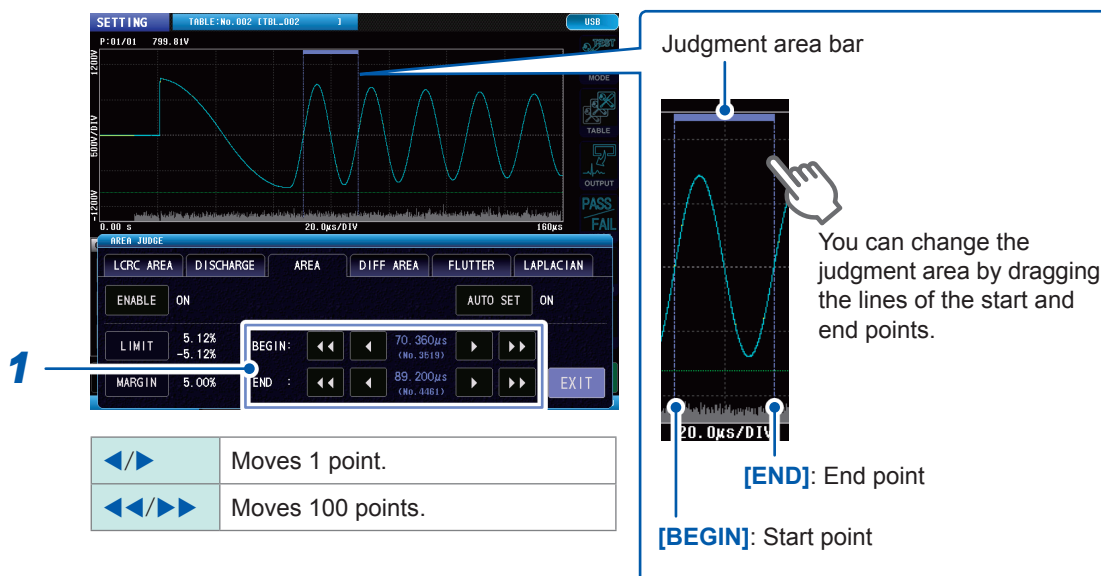 SETTING TABLE:No.002 [TBL_002 ] USB
P:01/01 799.81V
1200V
500V/DIV
-1200V
0.00 s 20.0µs/DIV 160µs
TEST
MODE
TABLE
OUTPUT
PASS
FAIL
AREA JUDGE
LCRC AREA DISCHARGE AREA DIFF AREA FLUTTER LAPLACIAN
ENABLE ON AUTO SET ON
LIMIT 5.12%
-5.12%
BEGIN: 70.360µs
(No.3519)
MARGIN 5.00%
END : 89.200µs
(No.4461)
EXIT
1
◀/▶ Moves 1 point.
◀◀/▶▶ Moves 100 points.
Judgment area bar
You can change the
judgment area by dragging
the lines of the start and
end points.
20.0µs/DIV
[END]: End point
[BEGIN]: Start point